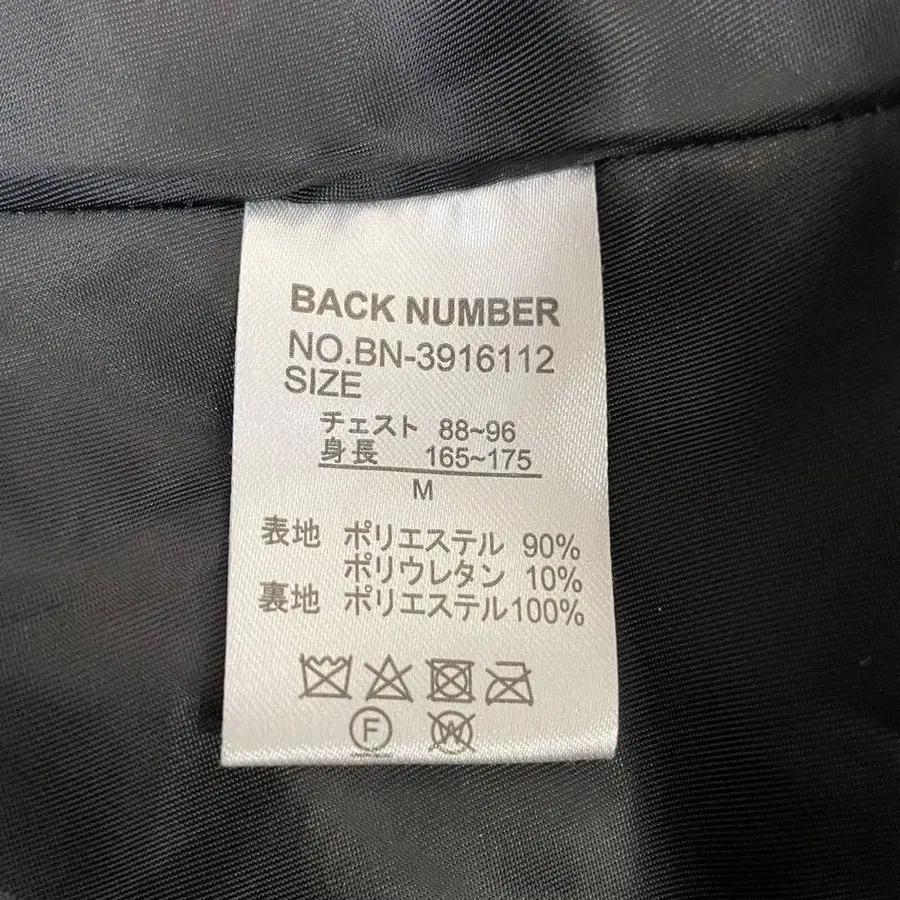 BACK NUMBER
NO.BN-3916112
SIZE
チェスト 88~96
身長 165~175
M
表地 ポリエステル 90%
ポリウレタン 10%
裏地 ポリエステル100%
F W